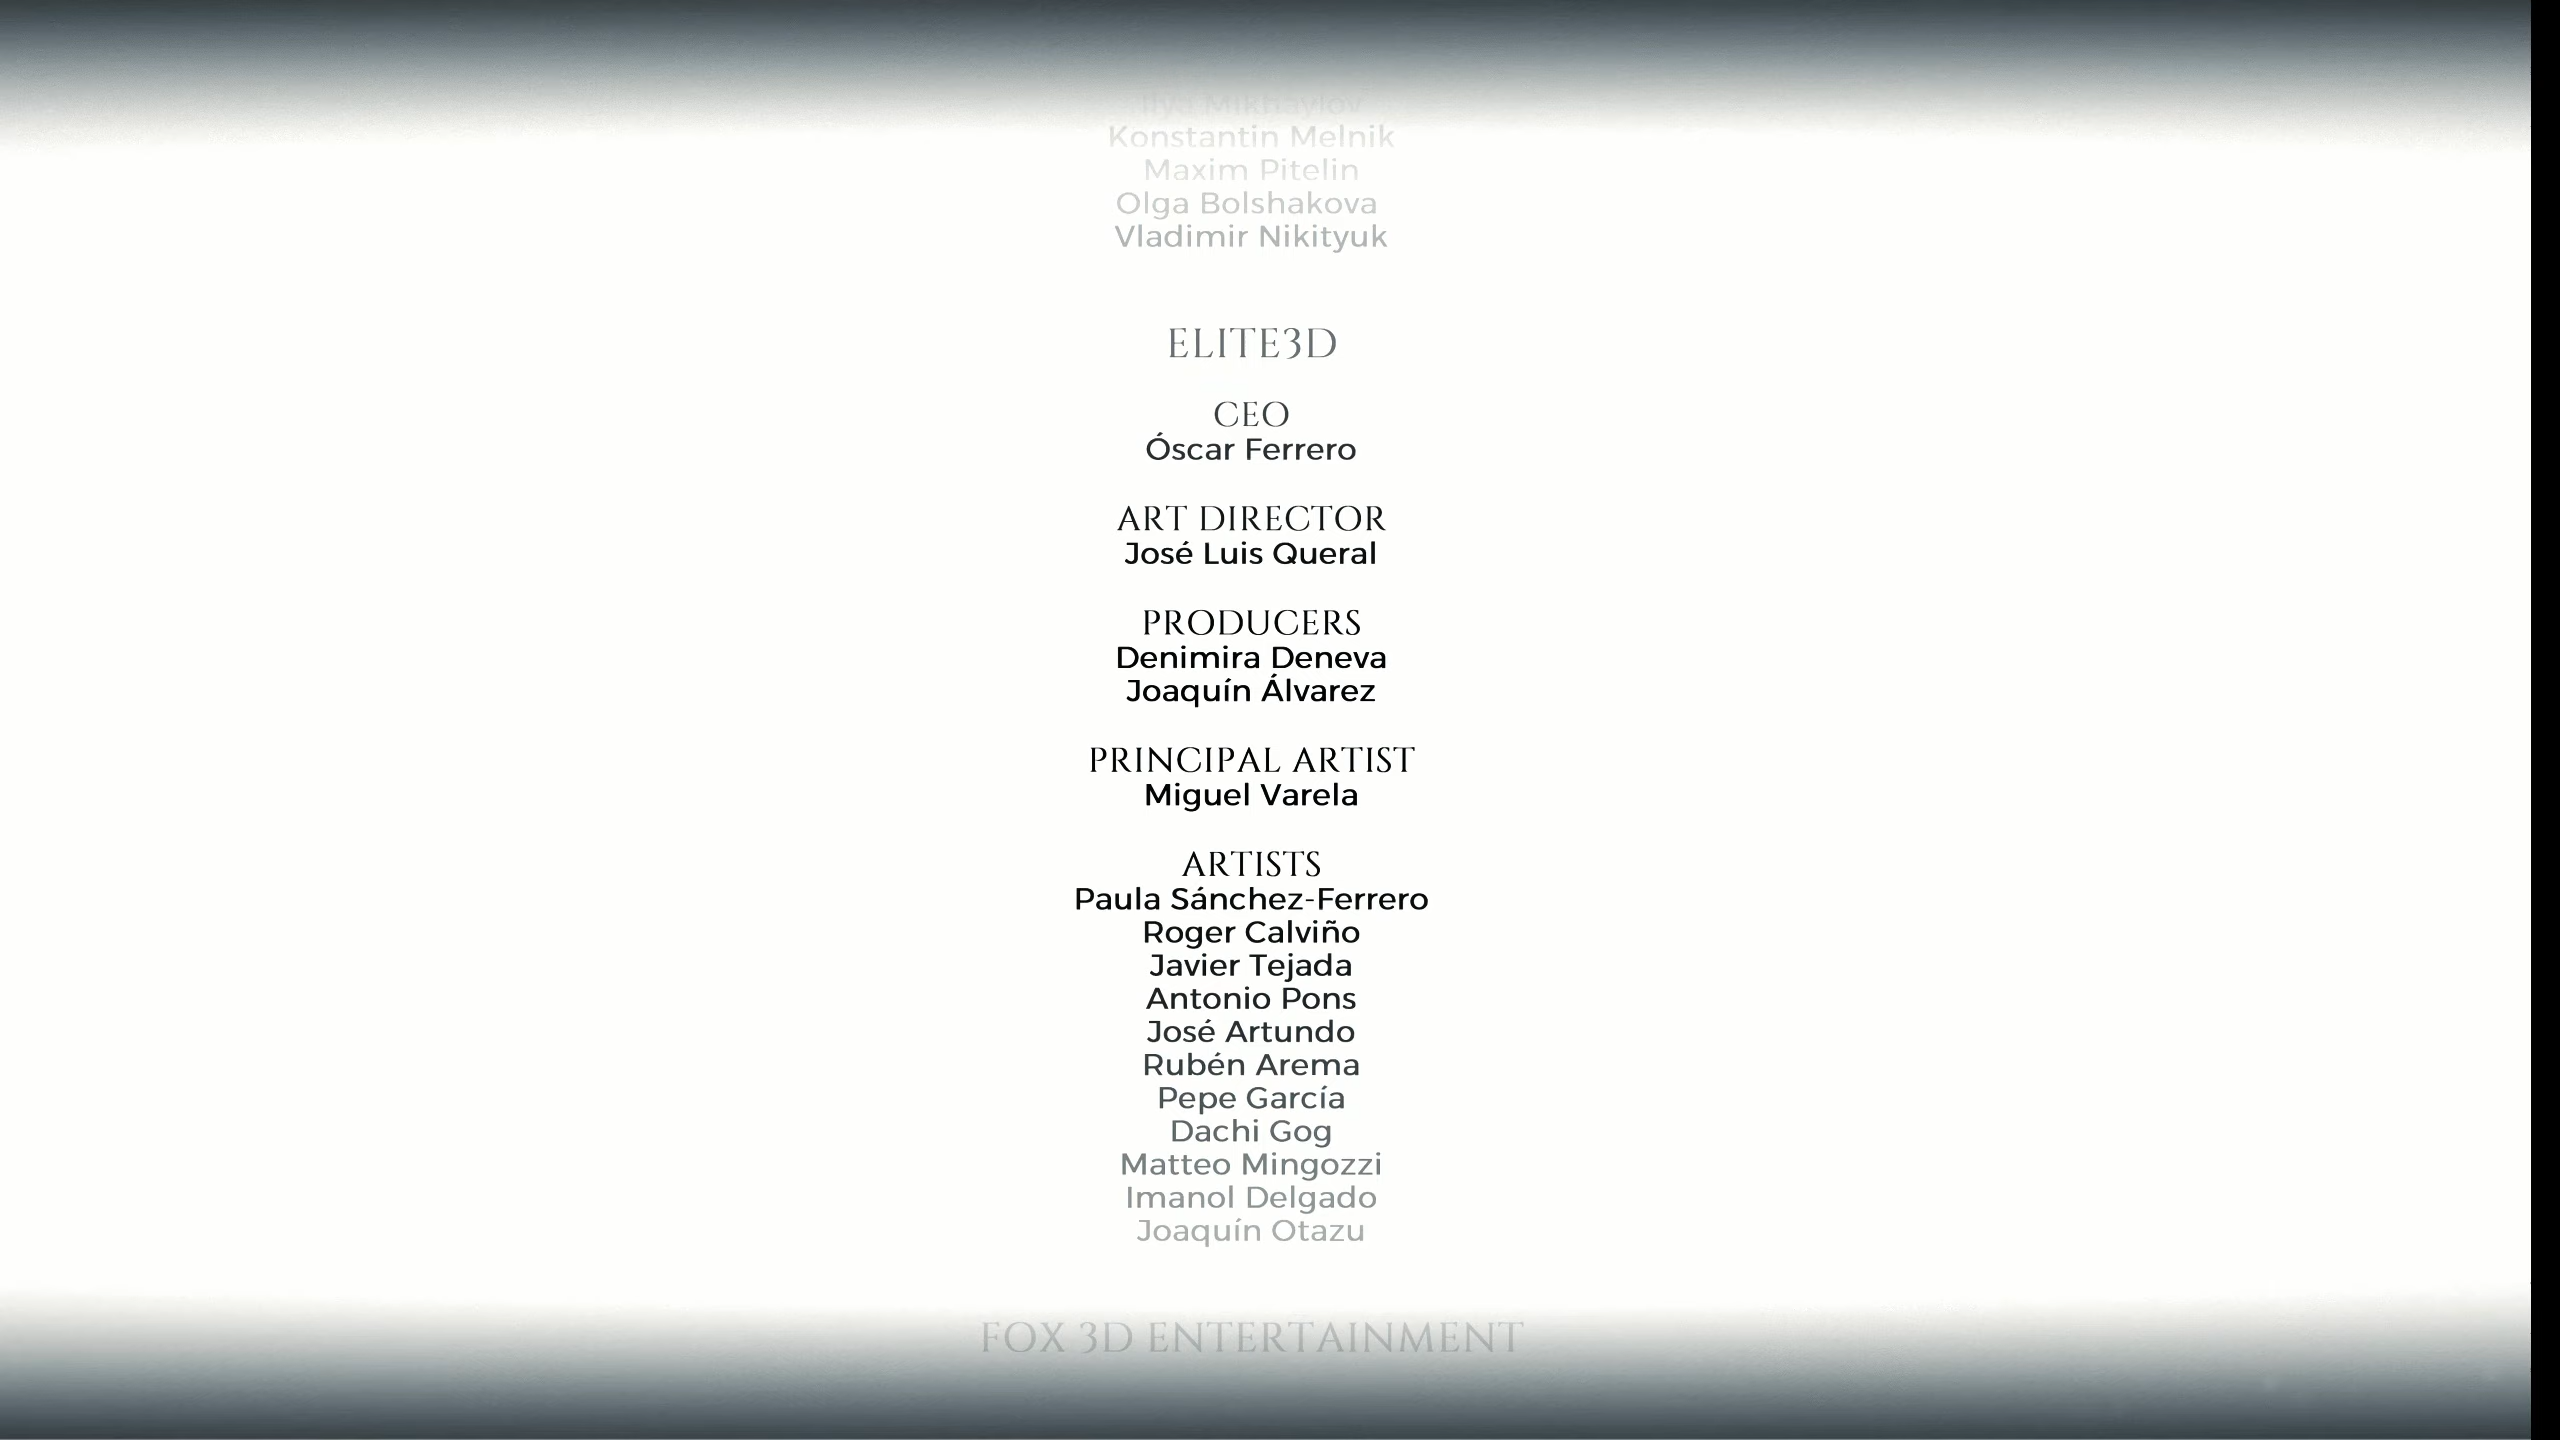 Ilya Mikhaylov
Konstantin Melnik
Maxim Pitelin
Olga Bolshakova
Vladimir Nikityuk
ELITE3D
CEO
Óscar Ferrero
ART DIRECTOR
José Luis Queral
PRODUCERS
Denimira Deneva
Joaquín Álvarez
PRINCIPAL ARTIST
Miguel Varela
ARTISTS
Paula Sánchez-Ferrero
Roger Calviño
Javier Tejada
Antonio Pons
José Artundo
Rubén Arema
Pepe García
Dachi Gog
Matteo Mingozzi
Imanol Delgado
Joaquín Otazu
FOX 3D ENTERTAINMENT